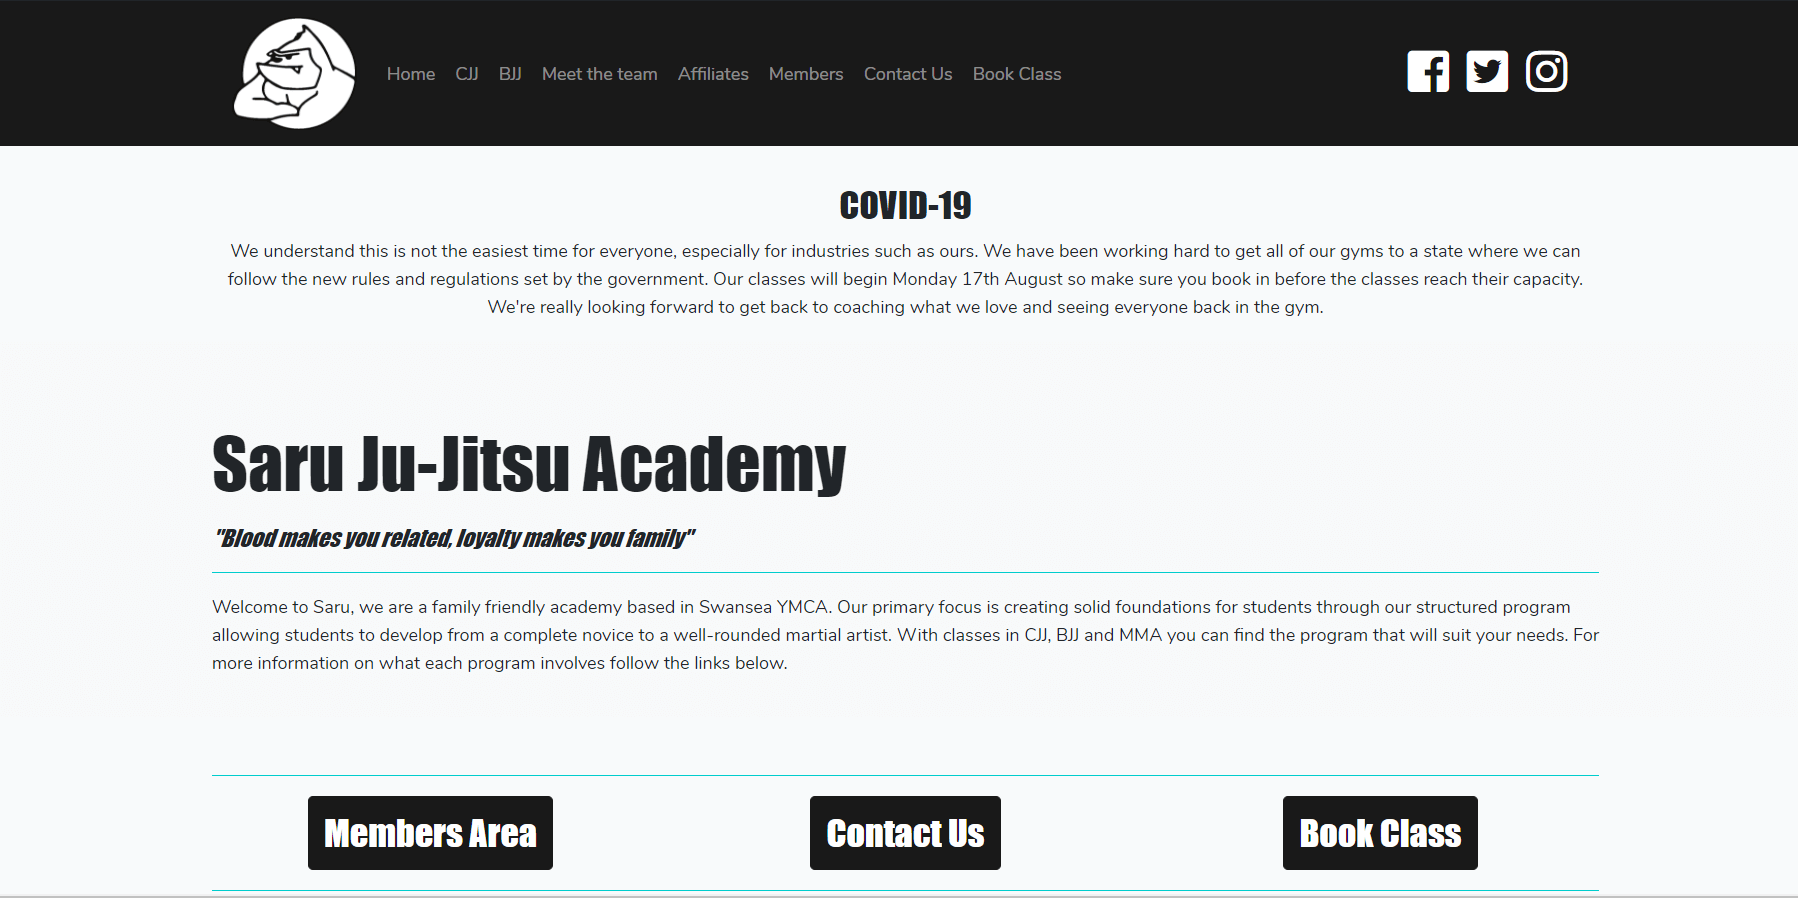 Home CJJ BJJ Meet the team Affiliates Members Contact Us Book Class
COVID-19
We understand this is not the easiest time for everyone, especially for industries such as ours. We have been working hard to get all of our gyms to a state where we can
follow the new rules and regulations set by the government. Our classes will begin Monday 17th August so make sure you book in before the classes reach their capacity.
We're really looking forward to get back to coaching what we love and seeing everyone back in the gym.
Saru Ju-Jitsu Academy
"Blood makes you related, loyalty makes you family"
Welcome to Saru, we are a family friendly academy based in Swansea YMCA. Our primary focus is creating solid foundations for students through our structured program
allowing students to develop from a complete novice to a well-rounded martial artist. With classes in CJJ, BJJ and MMA you can find the program that will suit your needs. For
more information on what each program involves follow the links below.
Members Area Contact Us Book Class